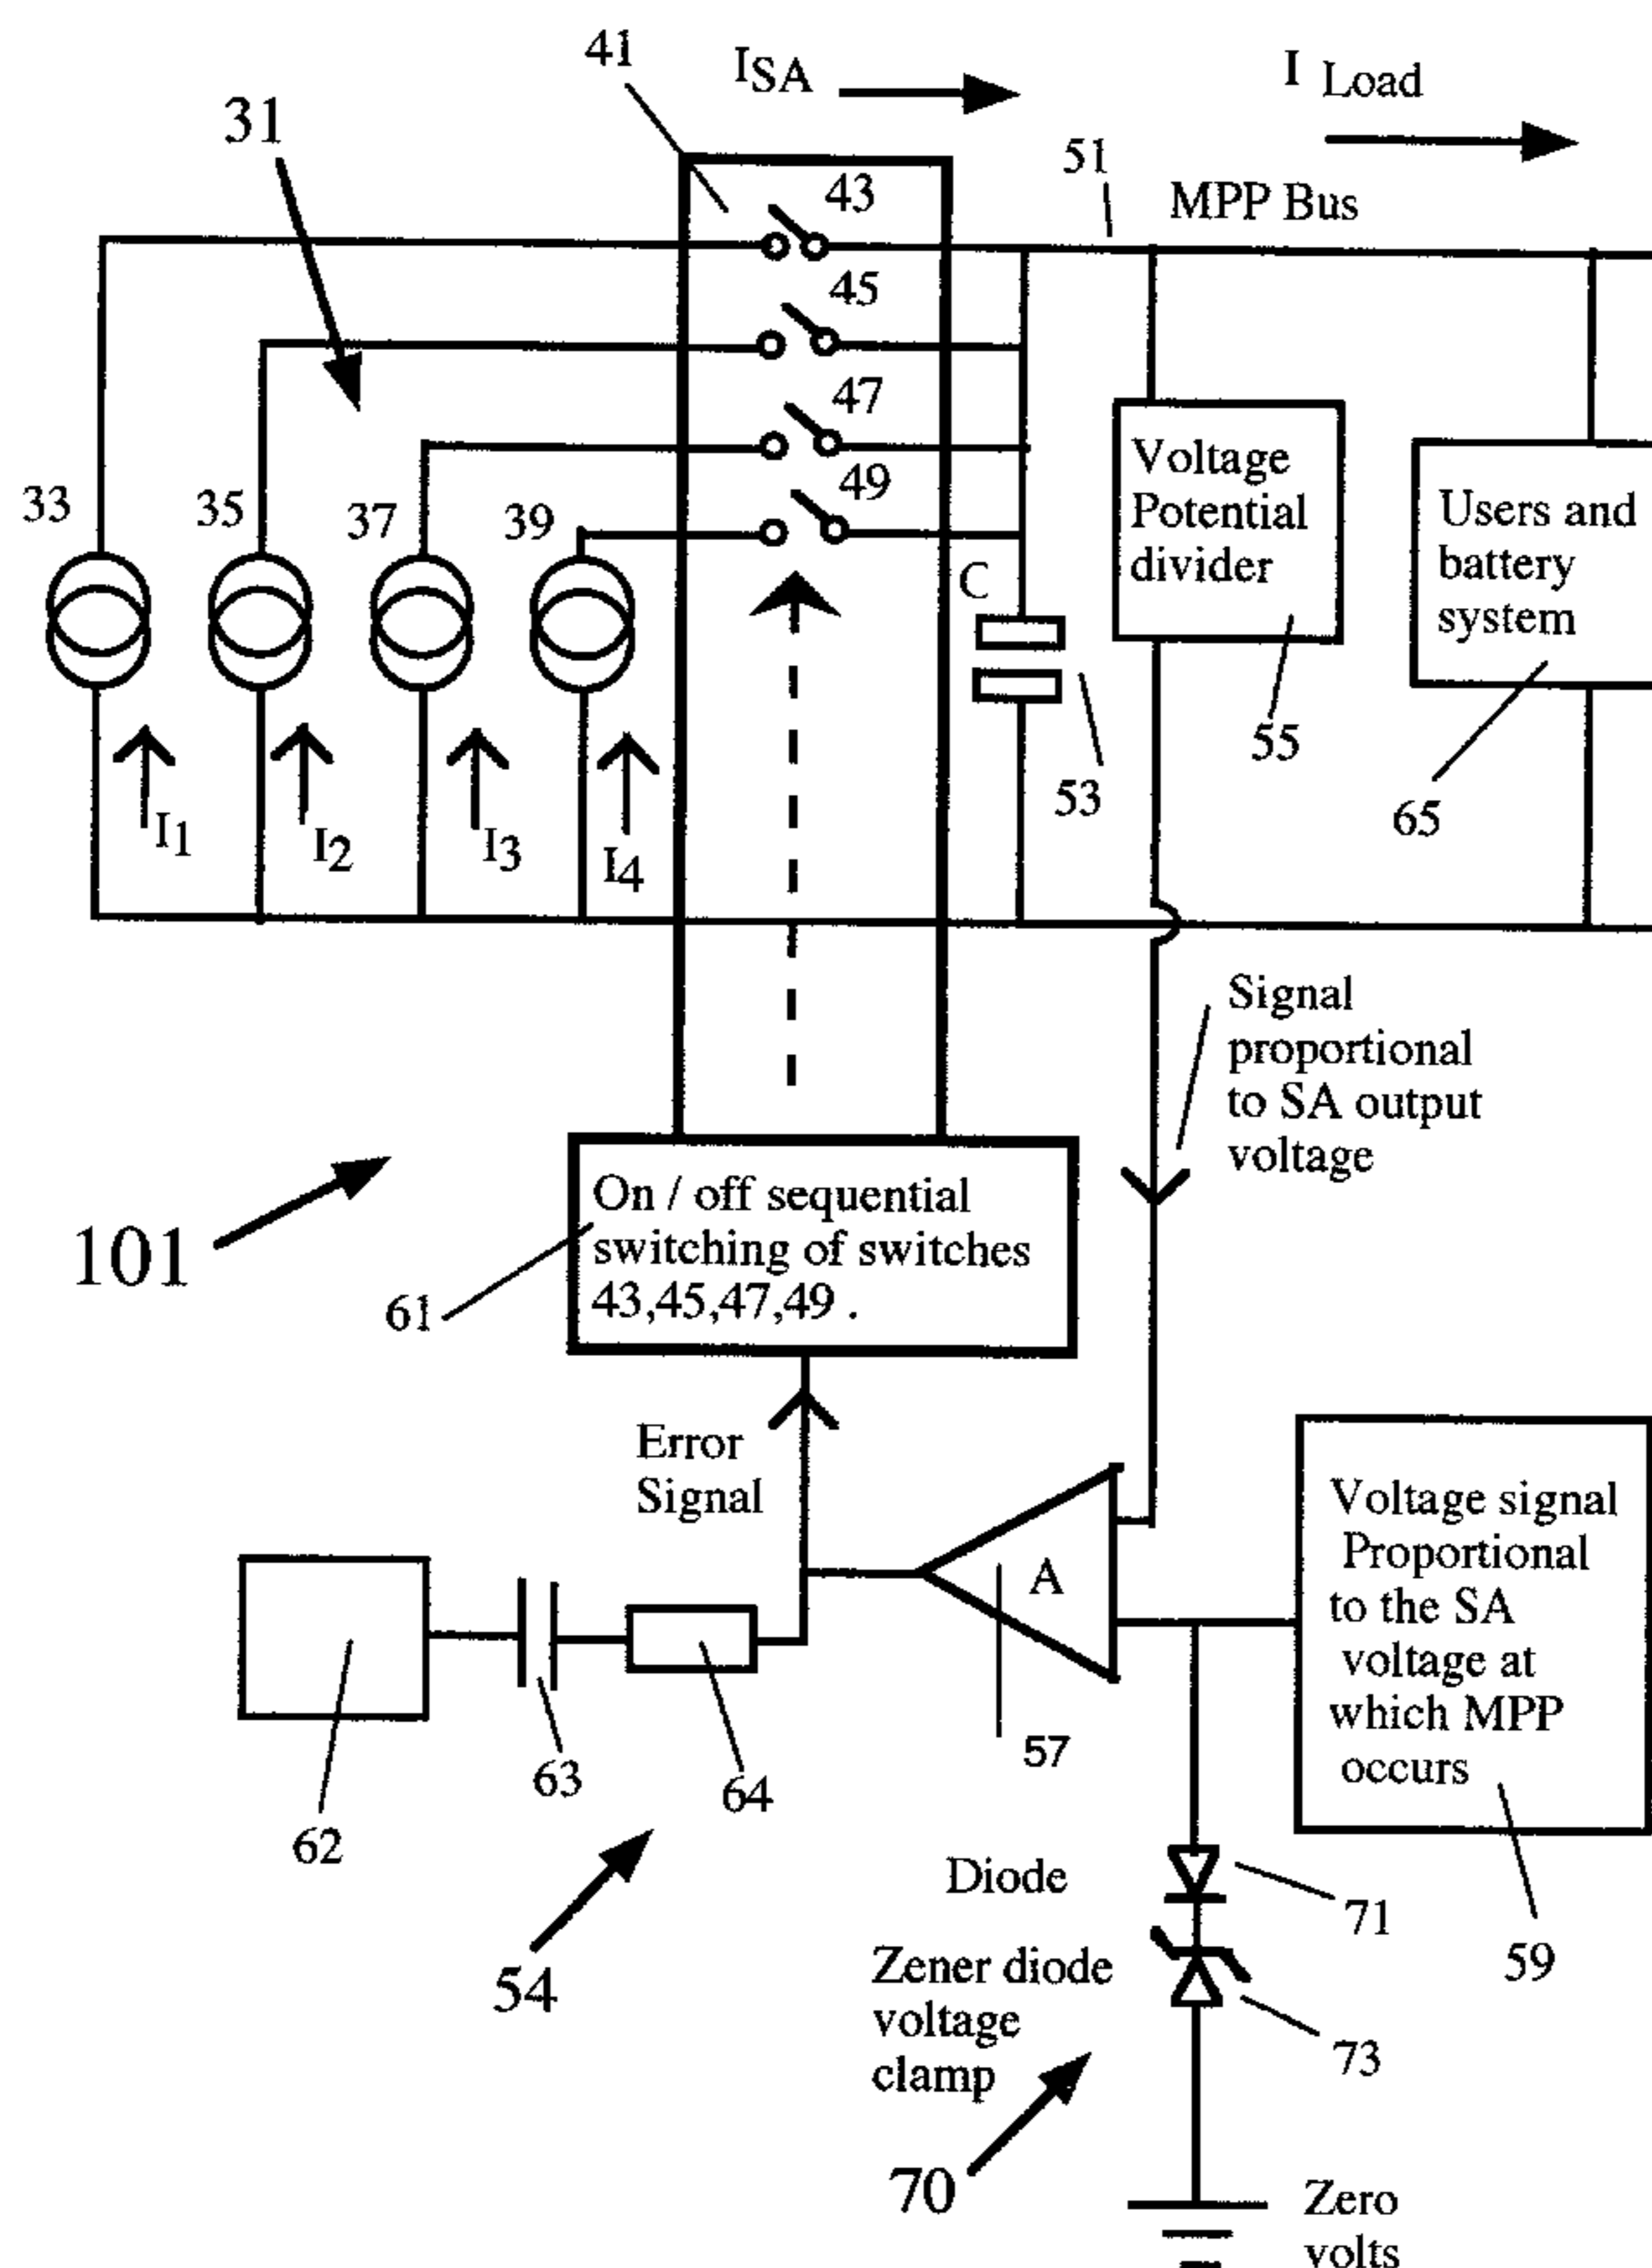 41
ISA
I Load
31
51
MPP Bus
43
45
47
49
33
35
37
39
Voltage
Potential
divider
Users and
battery
system
C
55
53
65
I1
I2
I3
I4
Signal
proportional
to SA output
voltage
101
On / off sequential
switching of switches
43,45,47,49 .
61
Error
Signal
A
57
Voltage signal
Proportional
to the SA
voltage at
which MPP
occurs
63
64
62
54
Diode
71
59
Zener diode
voltage
clamp
73
70
Zero
volts